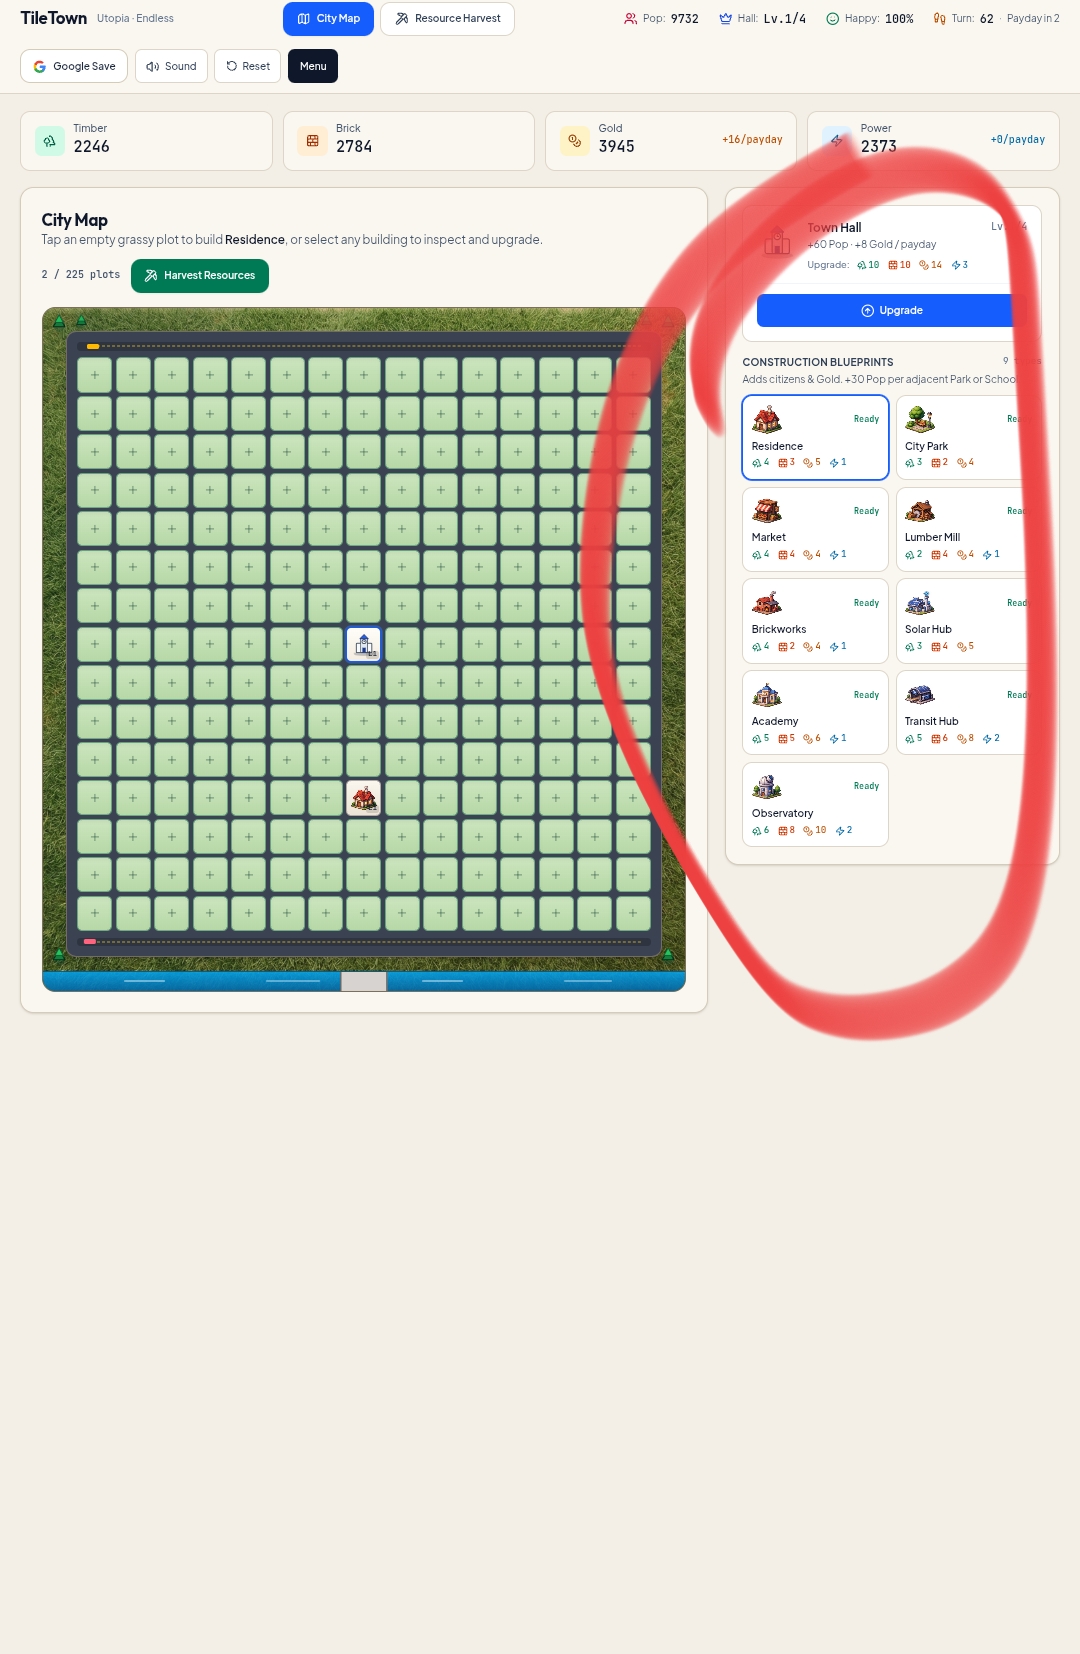 TileTown Utopia · Endless City Map Resource Harvest Pop: 9732 Hall: Lv.1/4 Happy: 100% Turn: 62 · Payday in 2
Google Save Sound Reset Menu
Timber
2246
Brick
2784
Gold
3945 +16/payday
Power
2373 +0/payday
City Map
Tap an empty grassy plot to build Residence, or select any building to inspect and upgrade.
2 / 225 plots Harvest Resources
Town Hall
+60 Pop · +8 Gold / payday
Upgrade: 10 10 14 3
Upgrade
CONSTRUCTION BLUEPRINTS
Adds citizens & Gold. +30 Pop per adjacent Park or
Ready
Residence
4 3 5 1
Ready
City Park
3 2 4
Ready
Market
4 4 4 1
Ready
Lumber Mill
2 4 4 1
Ready
Brickworks
4 2 4 1
Ready
Solar Hub
3 4 5
Ready
Academy
5 5 6 1
Ready
Transit Hub
5 6 8 2
Ready
Observatory
6 8 10 2